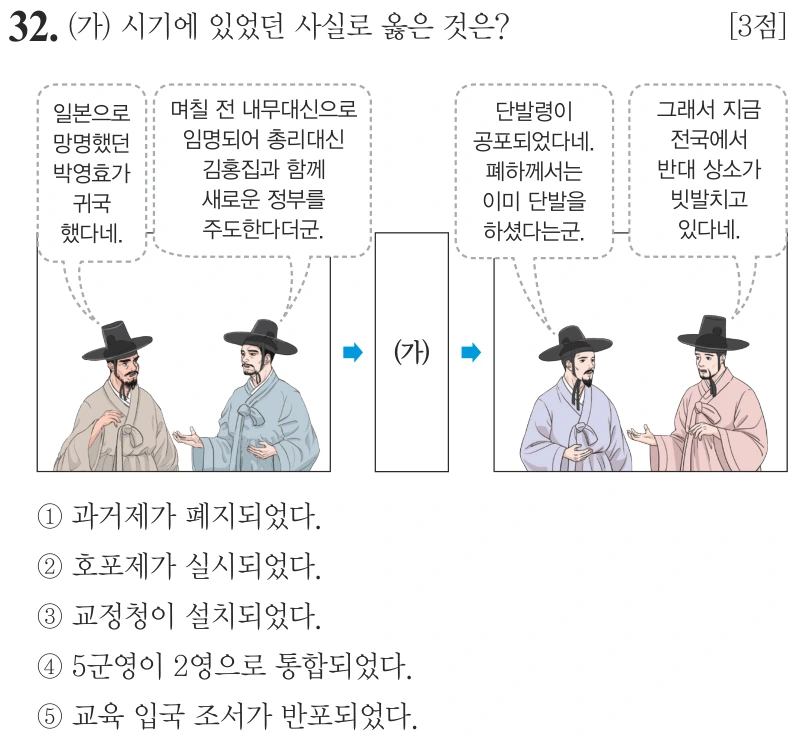 32. (가) 시기에 있었던 사실로 옳은 것은? [3점]
일본으로
망명했던
박영효가
귀국
했다네.
며칠 전 내무대신으로
임명되어 총리대신
김홍집과 함께
새로운 정부를
주도한다더군.
(가)
단발령이
공포되었다네.
폐하께서는
이미 단발을
하셨다는군.
그래서 지금
전국에서
반대 상소가
빗발치고
있다네.
① 과거제가 폐지되었다.
② 호포제가 실시되었다.
③ 교정청이 설치되었다.
④ 5군영이 2영으로 통합되었다.
⑤ 교육 입국 조서가 반포되었다.